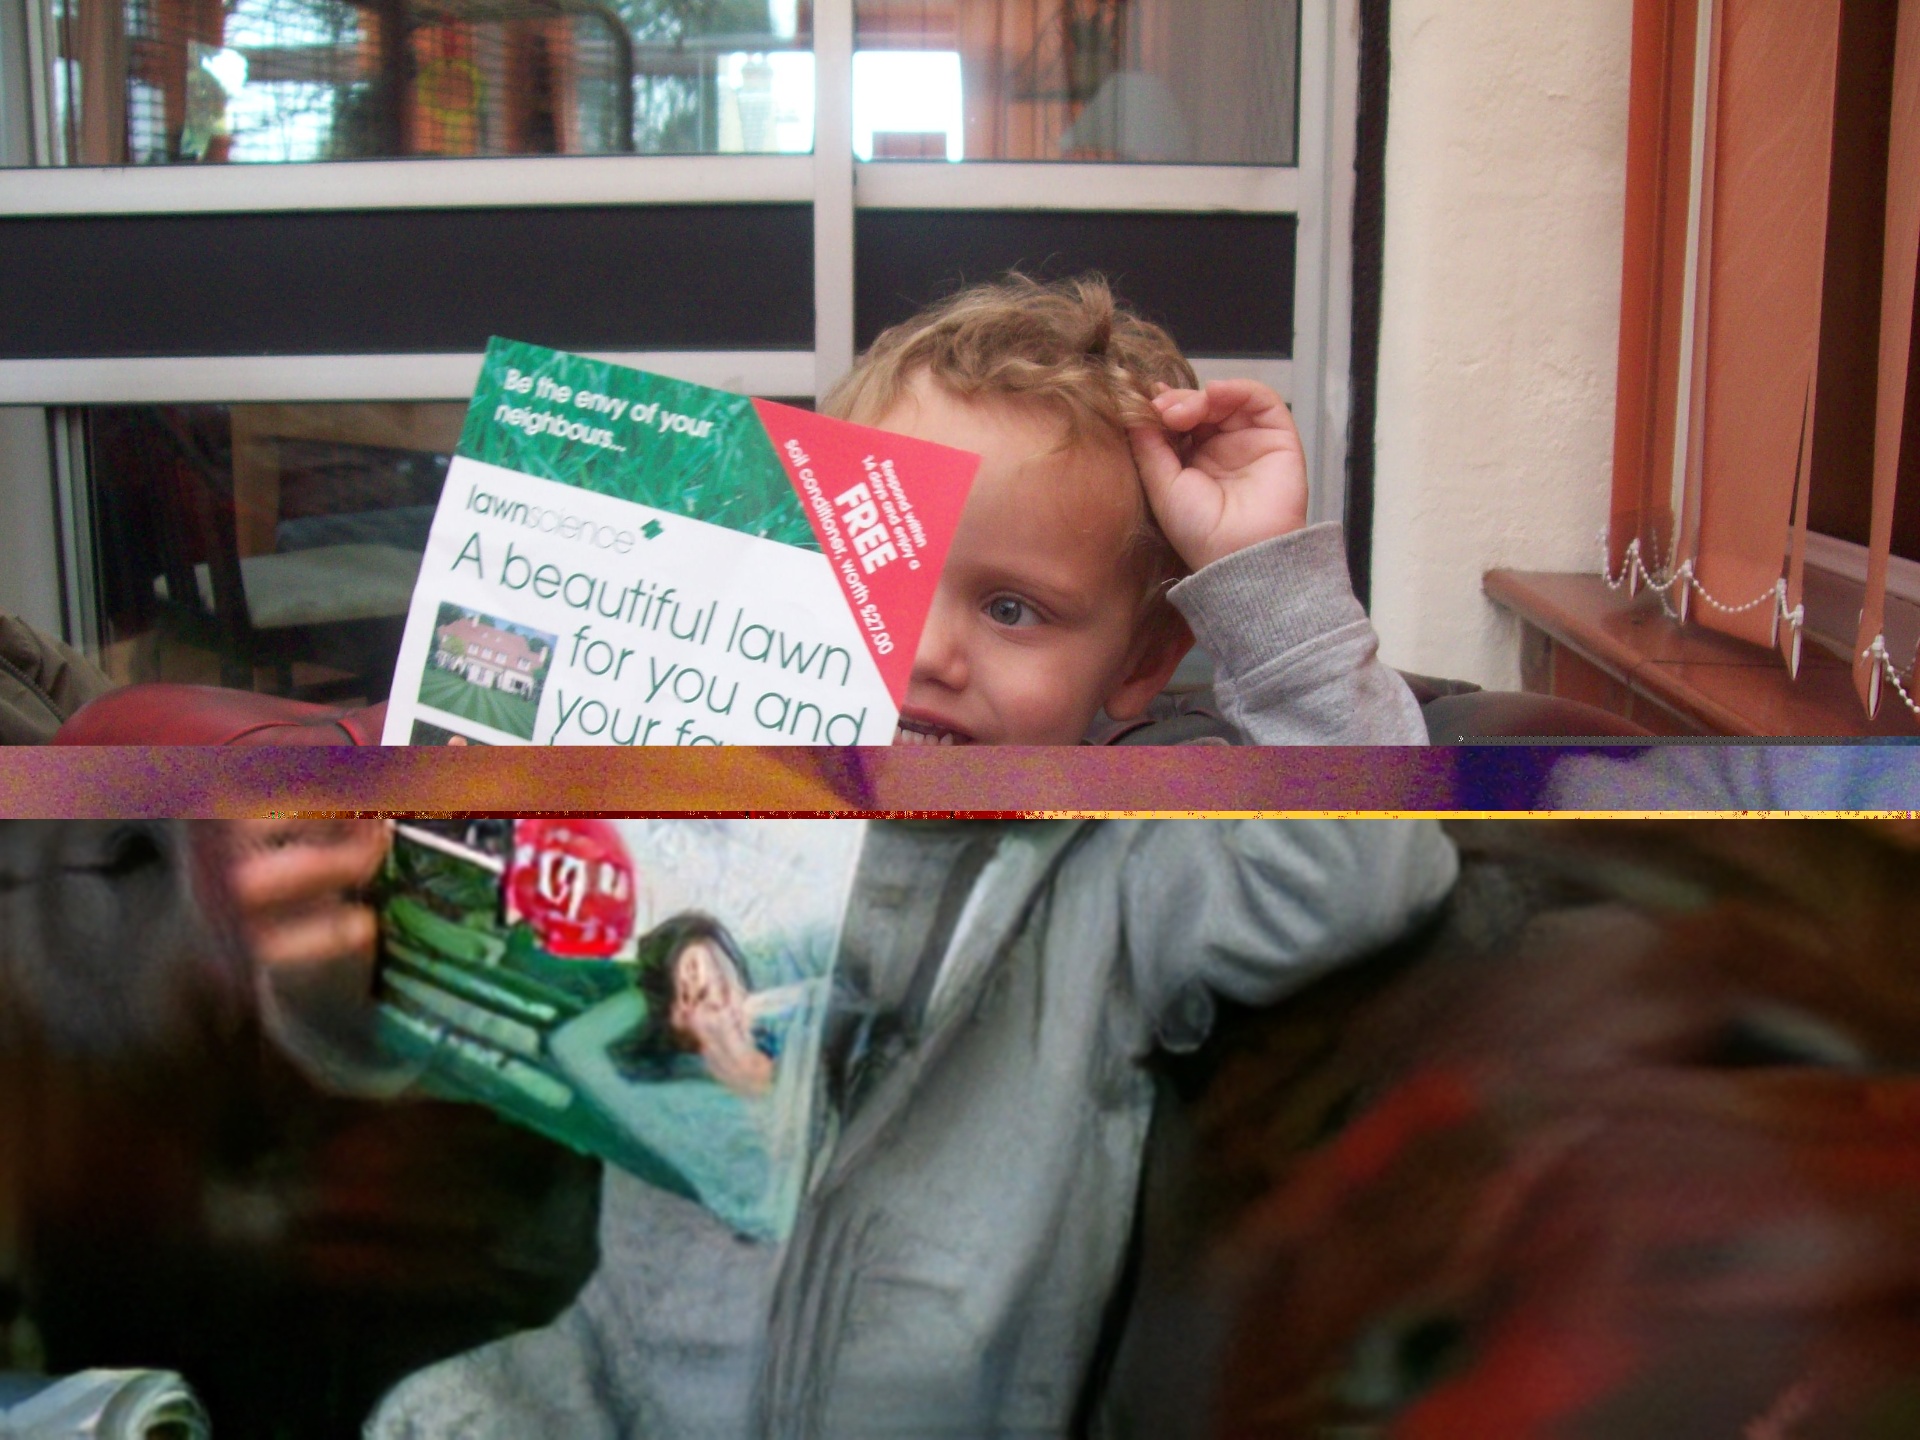 Be the envy of your
neighbours...
Respond within
14 days and enjoy a
FREE
soil conditioner, worth £27.00
lawnscience
A beautiful lawn
for you and
your